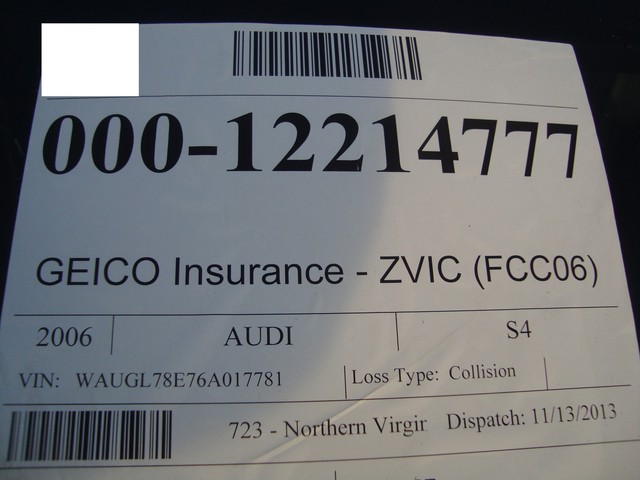 000-12214777
GEICO Insurance - ZVIC (FCC06)
2006 AUDI S4
VIN: WAUGL78E76A017781 Loss Type: Collision
723 - Northern Virgir Dispatch: 11/13/2013